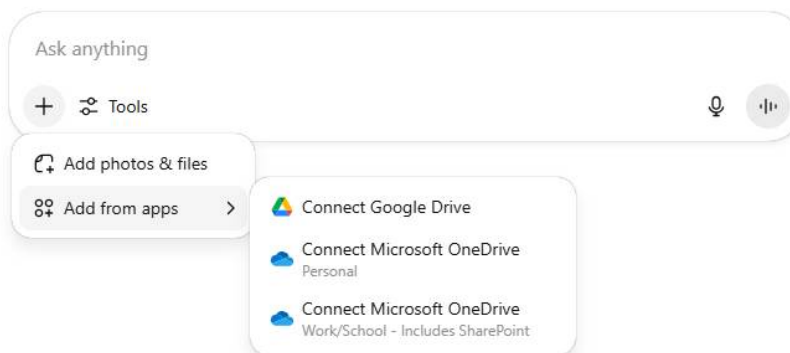 Ask anything
Tools
Add photos & files
Add from apps
Connect Google Drive
Connect Microsoft OneDrive
Personal
Connect Microsoft OneDrive
Work/School - Includes SharePoint